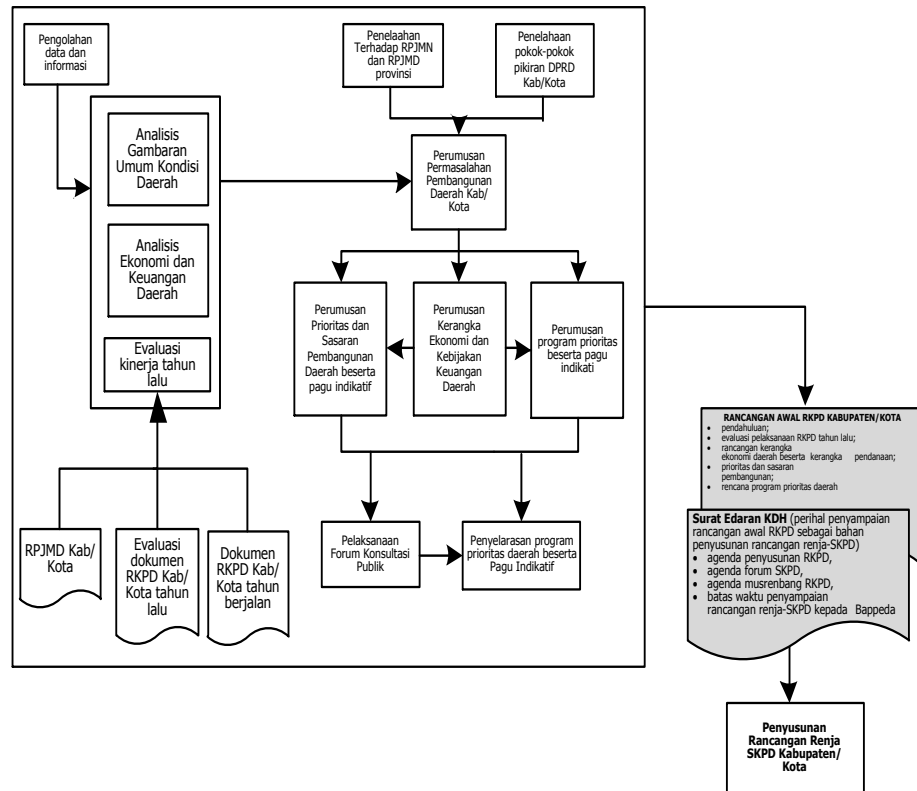 Pengolahan
data dan
informasi
Penelaahan
Terhadap RPJMN
dan RPJMD
provinsi
Penelahaan
pokok-pokok
pikiran DPRD
Kab/Kota
Analisis
Gambaran
Umum Kondisi
Daerah
Perumusan
Permasalahan
Pembangunan
Daerah Kab/
Kota
Analisis
Ekonomi dan
Keuangan
Daerah
Evaluasi
kinerja tahun
lalu
Perumusan
Prioritas dan
Sasaran
Pembangunan
Daerah beserta
pagu indikatif
Perumusan
Kerangka
Ekonomi dan
Kebijakan
Keuangan
Daerah
Perumusan
program prioritas
beserta pagu
indikati
RPJMD Kab/
Kota
Evaluasi
dokumen
RKPD Kab/
Kota tahun
lalu
Dokumen
RKPD Kab/
Kota tahun
berjalan
Pelaksanaan
Forum Konsultasi
Publik
Penyelarasan program
prioritas daerah beserta
Pagu Indikatif
RANCANGAN AWAL RKPD KABUPATEN/KOTA
• pendahuluan;
• evaluasi pelaksanaan RKPD tahun lalu;
• rancangan kerangka
ekonomi daerah beserta kerangka pendanaan;
• prioritas dan sasaran
pembangunan;
• rencana program prioritas daerah
Surat Edaran KDH (perihal penyampaian
rancangan awal RKPD sebagai bahan
penyusunan rancangan renja-SKPD)
• agenda penyusunan RKPD,
• agenda forum SKPD,
• agenda musrenbang RKPD,
• batas waktu penyampaian
rancangan renja-SKPD kepada Bappeda
Penyusunan
Rancangan Renja
SKPD Kabupaten/
Kota